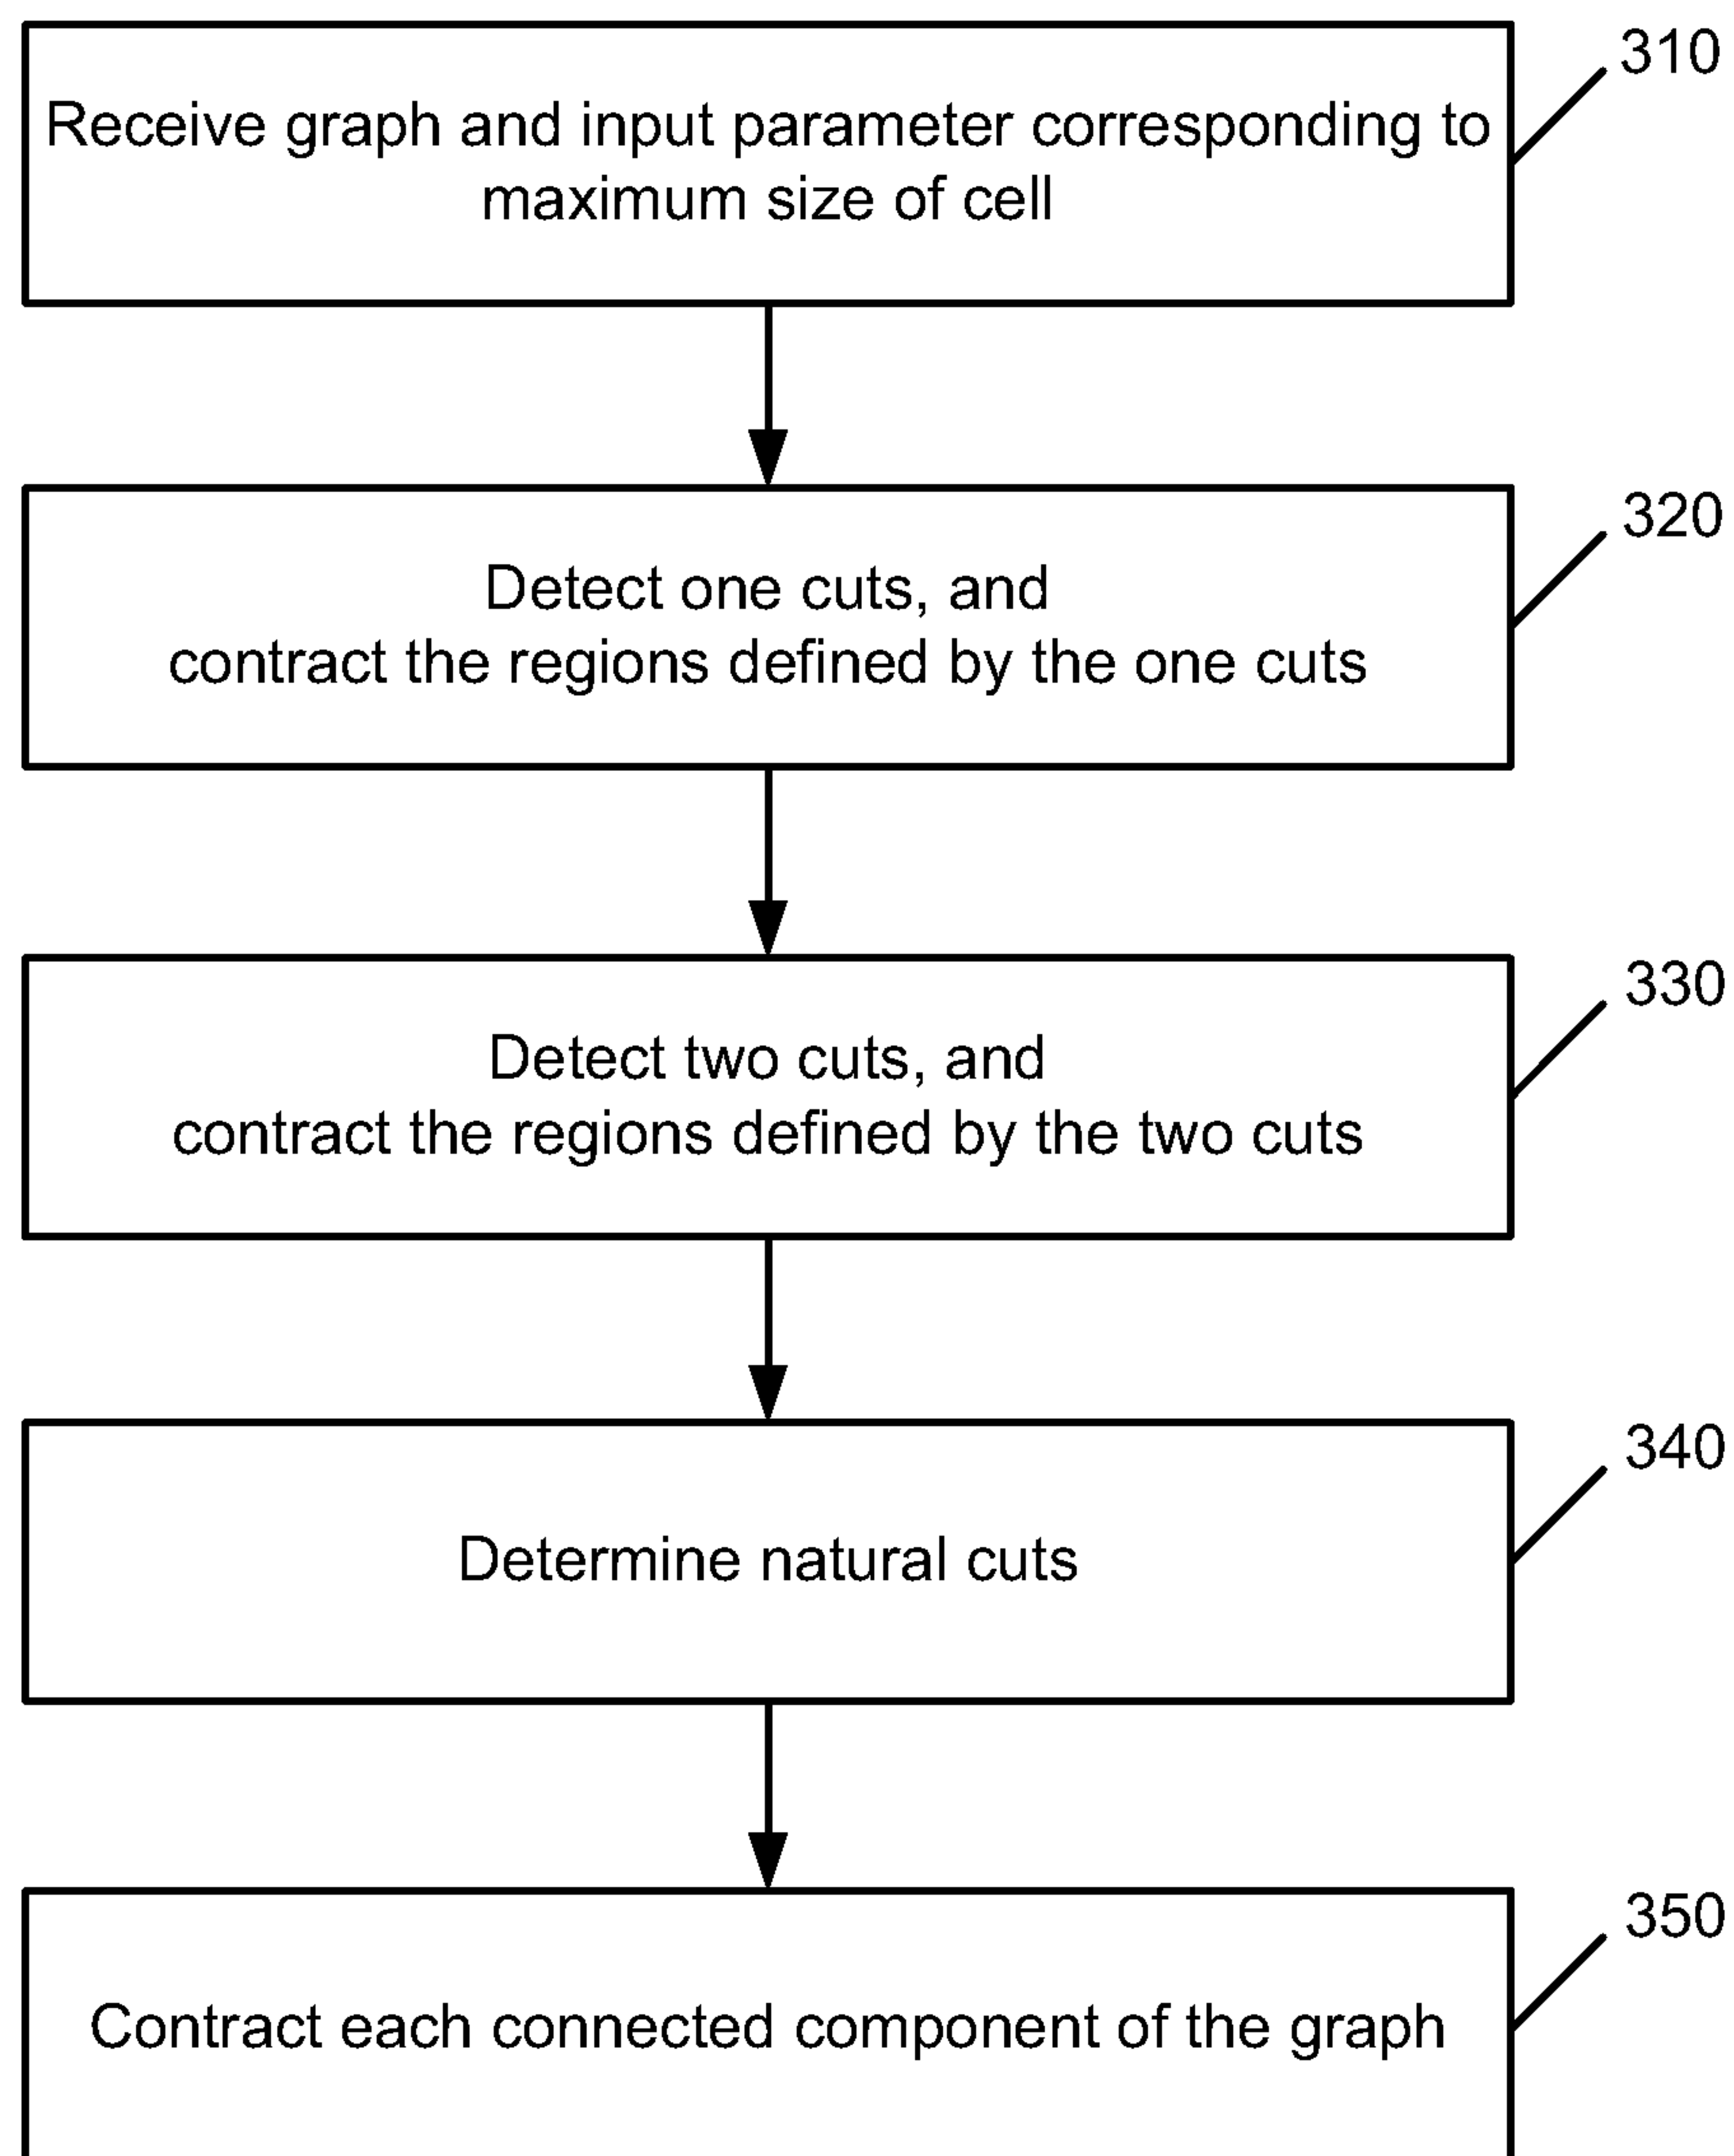 310
Receive graph and input parameter corresponding to
maximum size of cell
320
Detect one cuts, and
contract the regions defined by the one cuts
330
Detect two cuts, and
contract the regions defined by the two cuts
340
Determine natural cuts
350
Contract each connected component of the graph